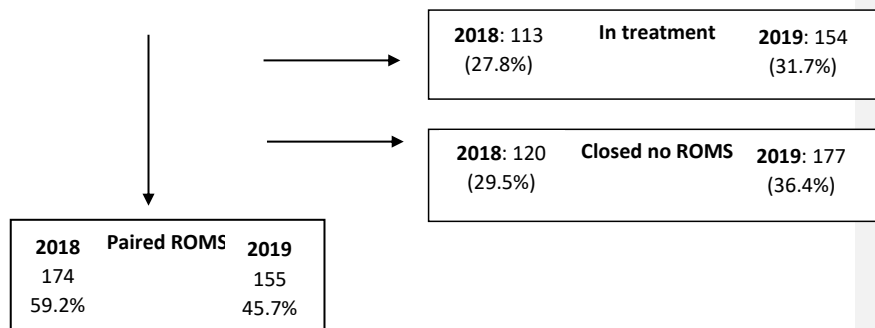 2018: 113 In treatment 2019: 154
(27.8%) (31.7%)
2018: 120 Closed no ROMS 2019: 177
(29.5%) (36.4%)
2018 Paired ROMS 2019
174 155
59.2% 45.7%